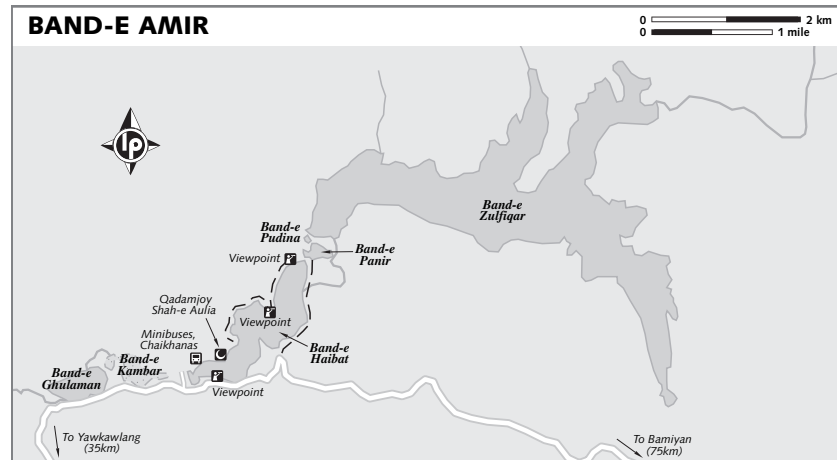 BAND-E AMIR
0 2 km
0 1 mile
lp
Band-e
Zulfiqar
Band-e
Pudina
Band-e
Panir
Viewpoint
Qadamjoy
Shah-e Aulia
Viewpoint
Minibuses,
Chaikhanas
Band-e
Haibat
Band-e
Kambar
Band-e
Ghulaman
Viewpoint
To Yawkawlang
(35km)
To Bamiyan
(75km)